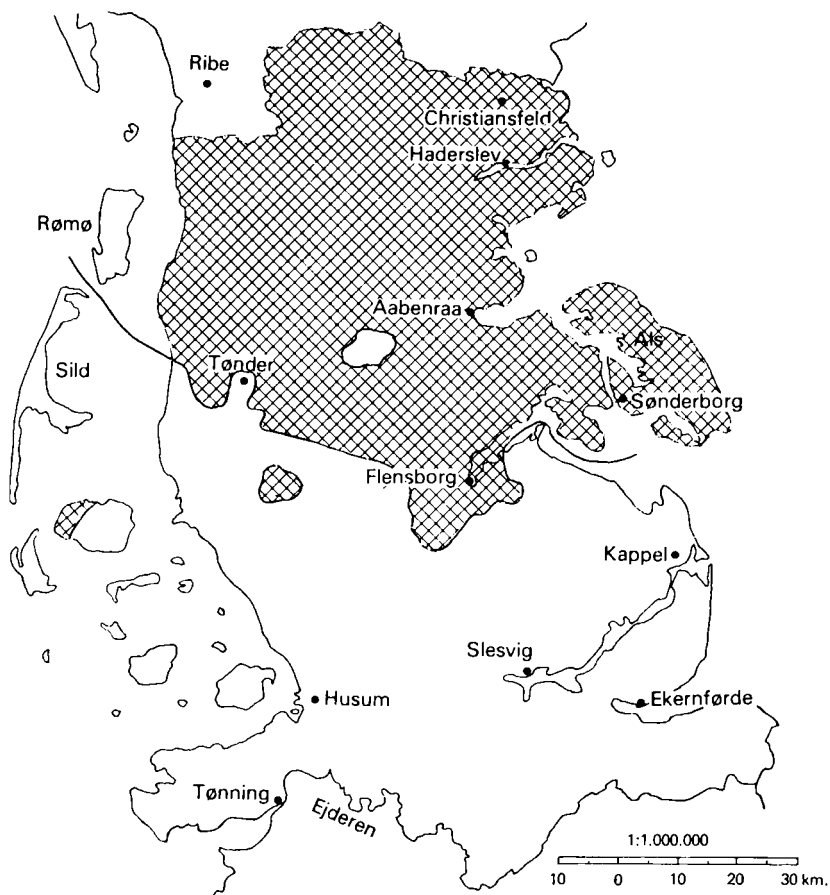 Ribe
Christiansfeld
Haderslev
Rømø
Aabenraa
Als
Sild
Tønder
Sønderborg
Flensborg
Kappel
Slesvig
Husum
Ekernførde
Tønning
Ejderen
1:1.000.000
10 0 10 20 30 km.